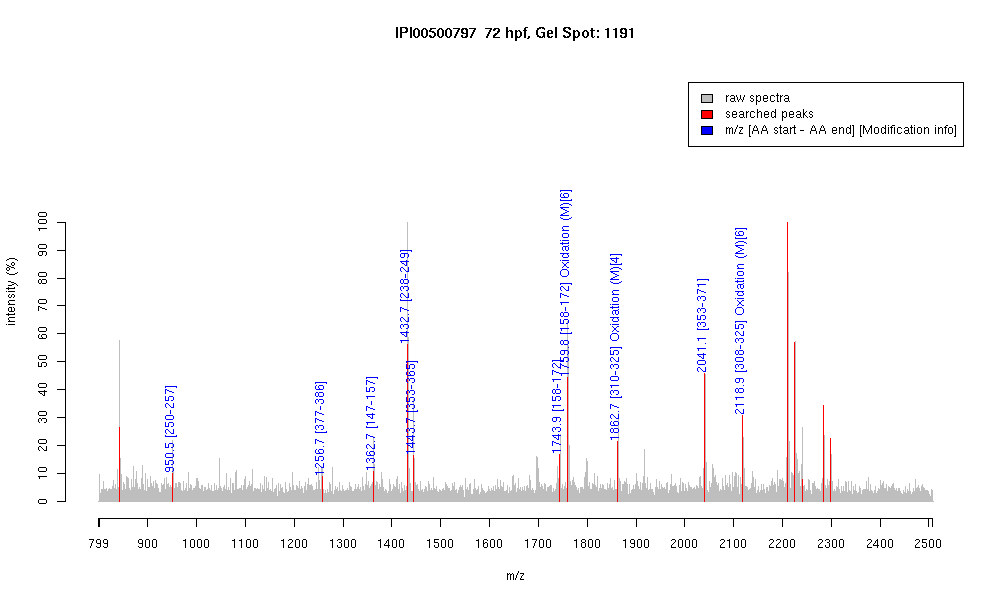 IPI00500797 72 hpf, Gel Spot: 1191
raw spectra
searched peaks
m/z [AA start - AA end] [Modification info]
intensity (%)
100
90
80
70
60
50
40
30
20
10
0
950.5 [250-257]
1256.7 [377-386]
1362.7 [147-157]
1432.7 [238-249]
1443.7 [353-365]
1743.9 [158-172]
1759.8 [158-172] Oxidation (M)[6]
1862.7 [310-325] Oxidation (M)[4]
2041.1 [353-371]
2118.9 [308-325] Oxidation (M)[6]
799 900 1000 1100 1200 1300 1400 1500 1600 1700 1800 1900 2000 2100 2200 2300 2400 2500
m/z